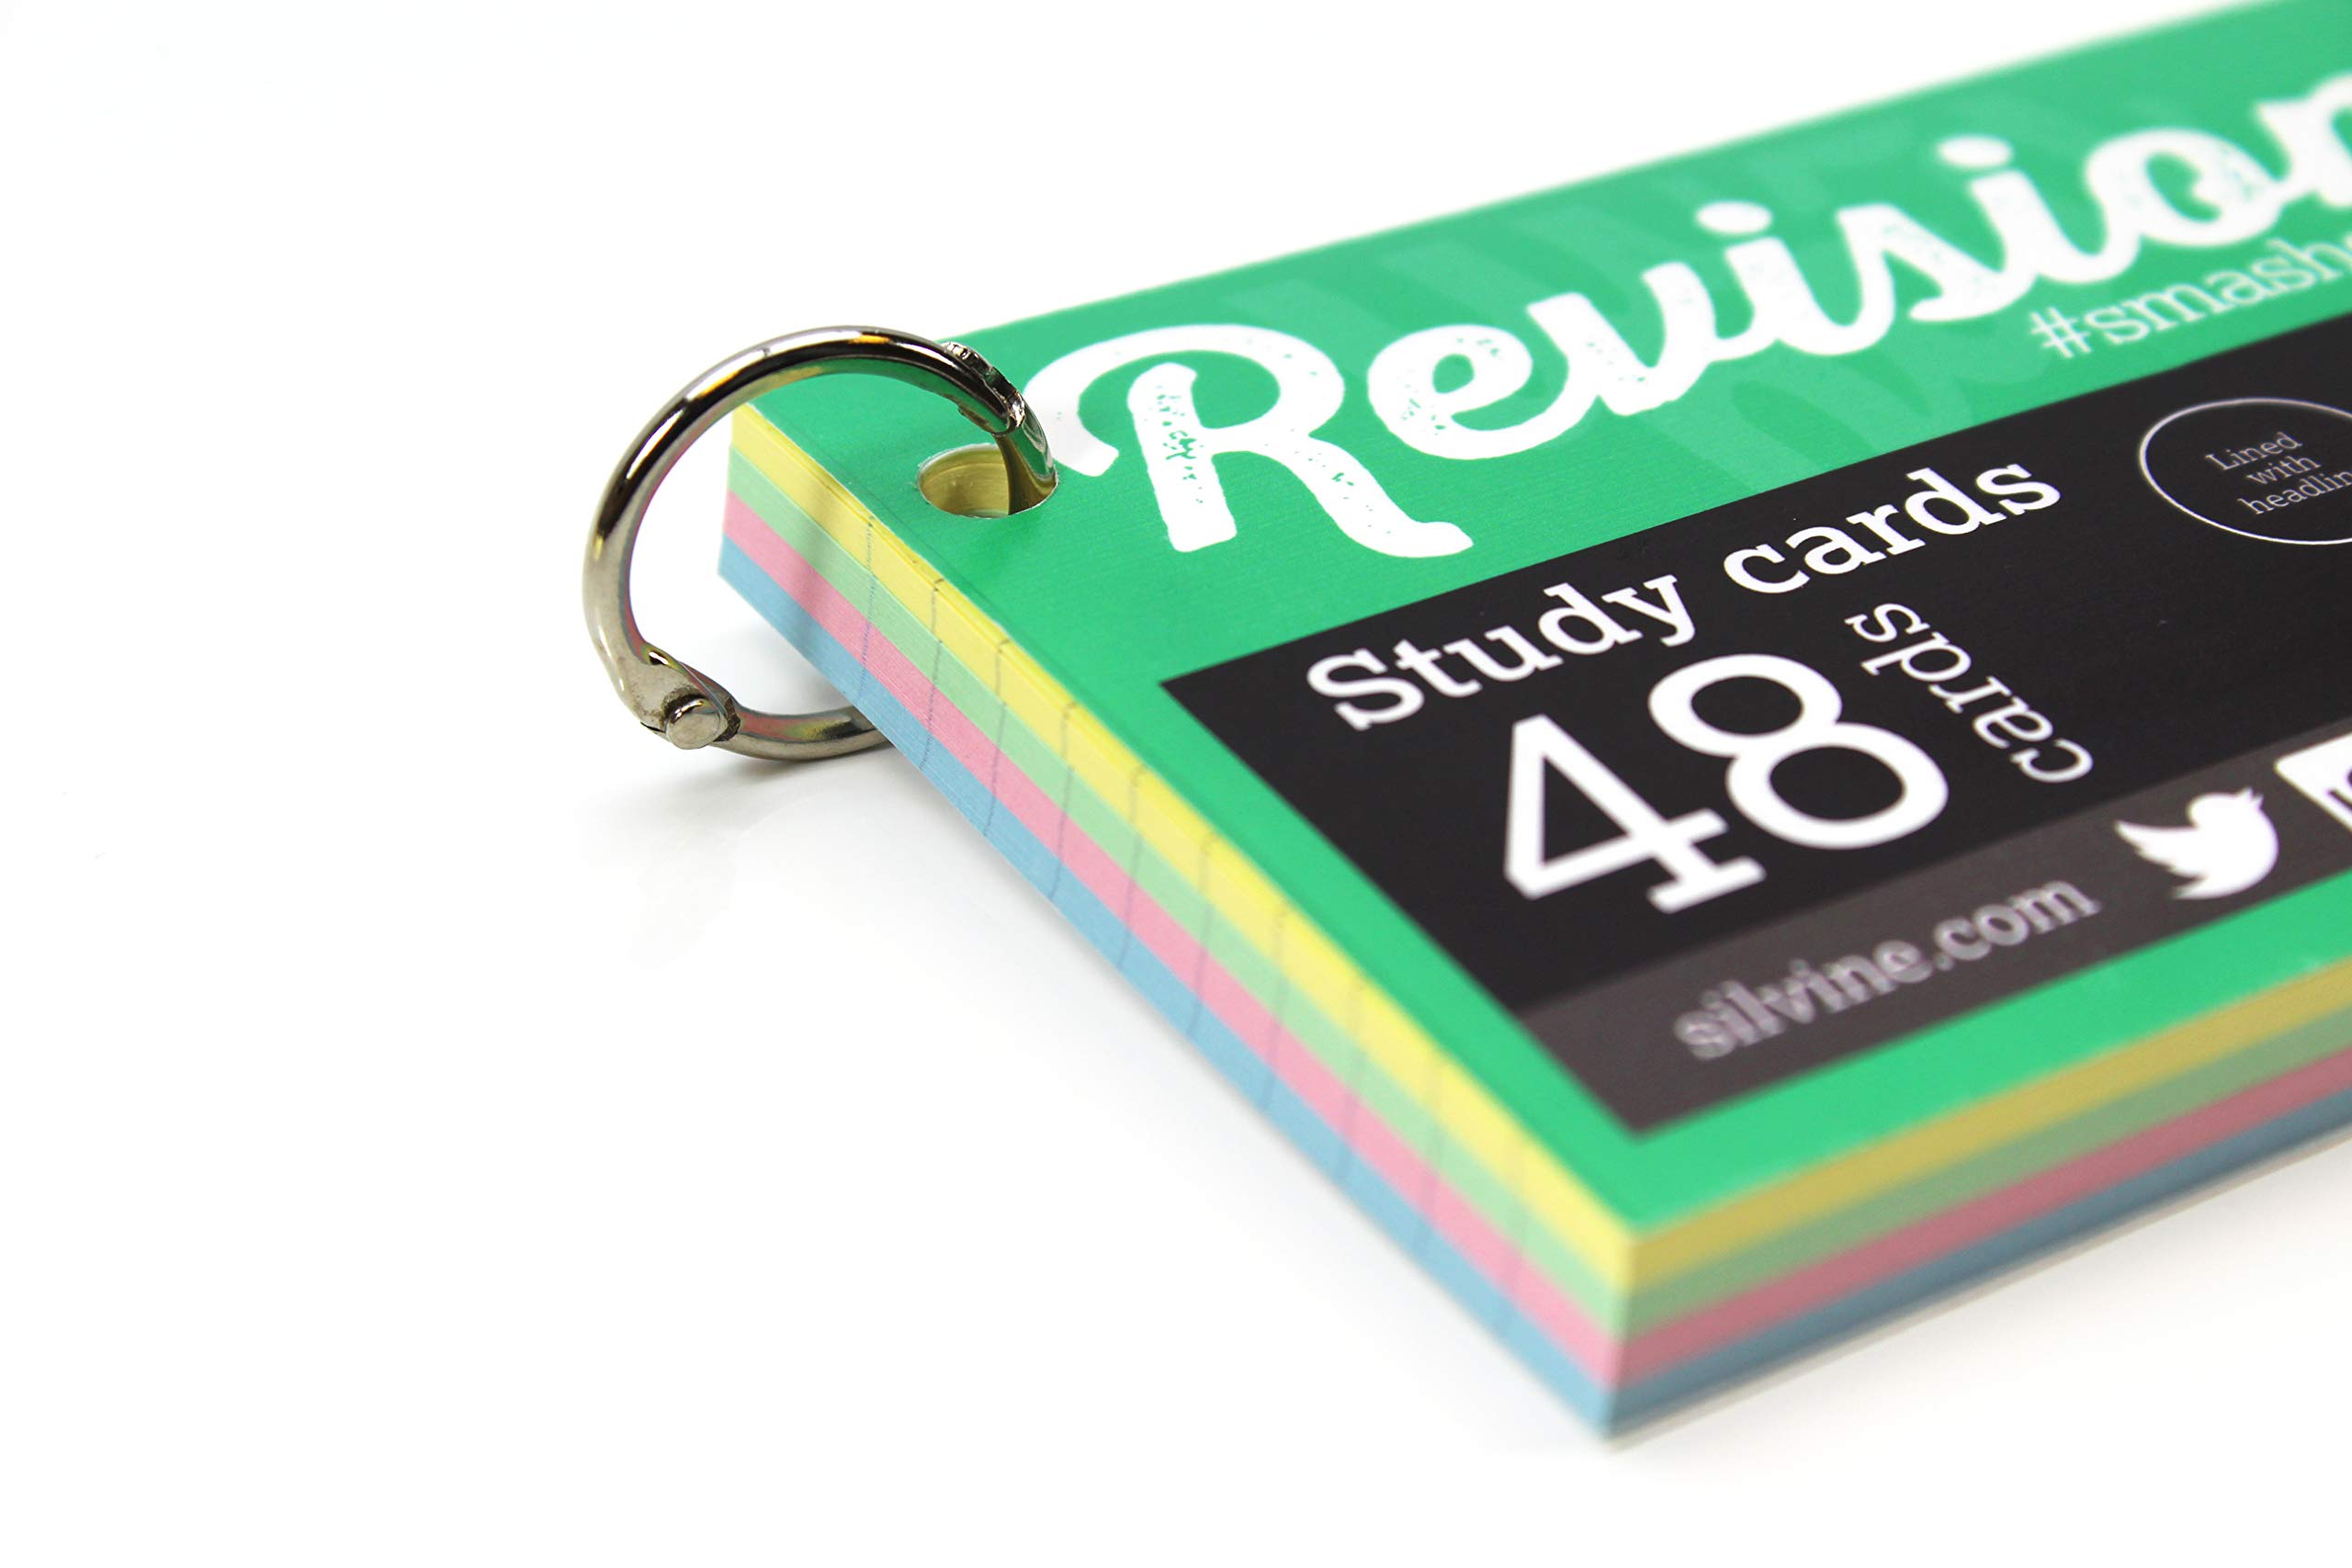 Revision
#smash
Study cards
Lined
with
48
cards
silvine.com